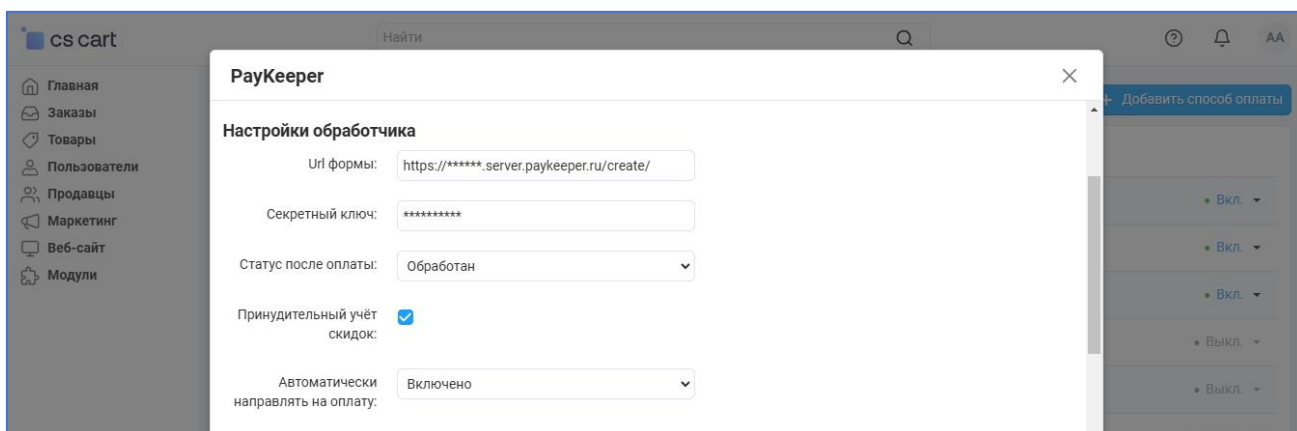 cs cart
Найти
AA
PayKeeper
Добавить способ оплаты
Главная
Заказы
Товары
Пользователи
Продавцы
Маркетинг
Веб-сайт
Модули
Настройки обработчика
Url формы: https://******.server.paykeeper.ru/create/
Секретный ключ: **********
Статус после оплаты: Обработан
Принудительный учёт
скидок:
Автоматически
направлять на оплату: Включено
Вкл.
Вкл.
Вкл.
Выкл.
Выкл.